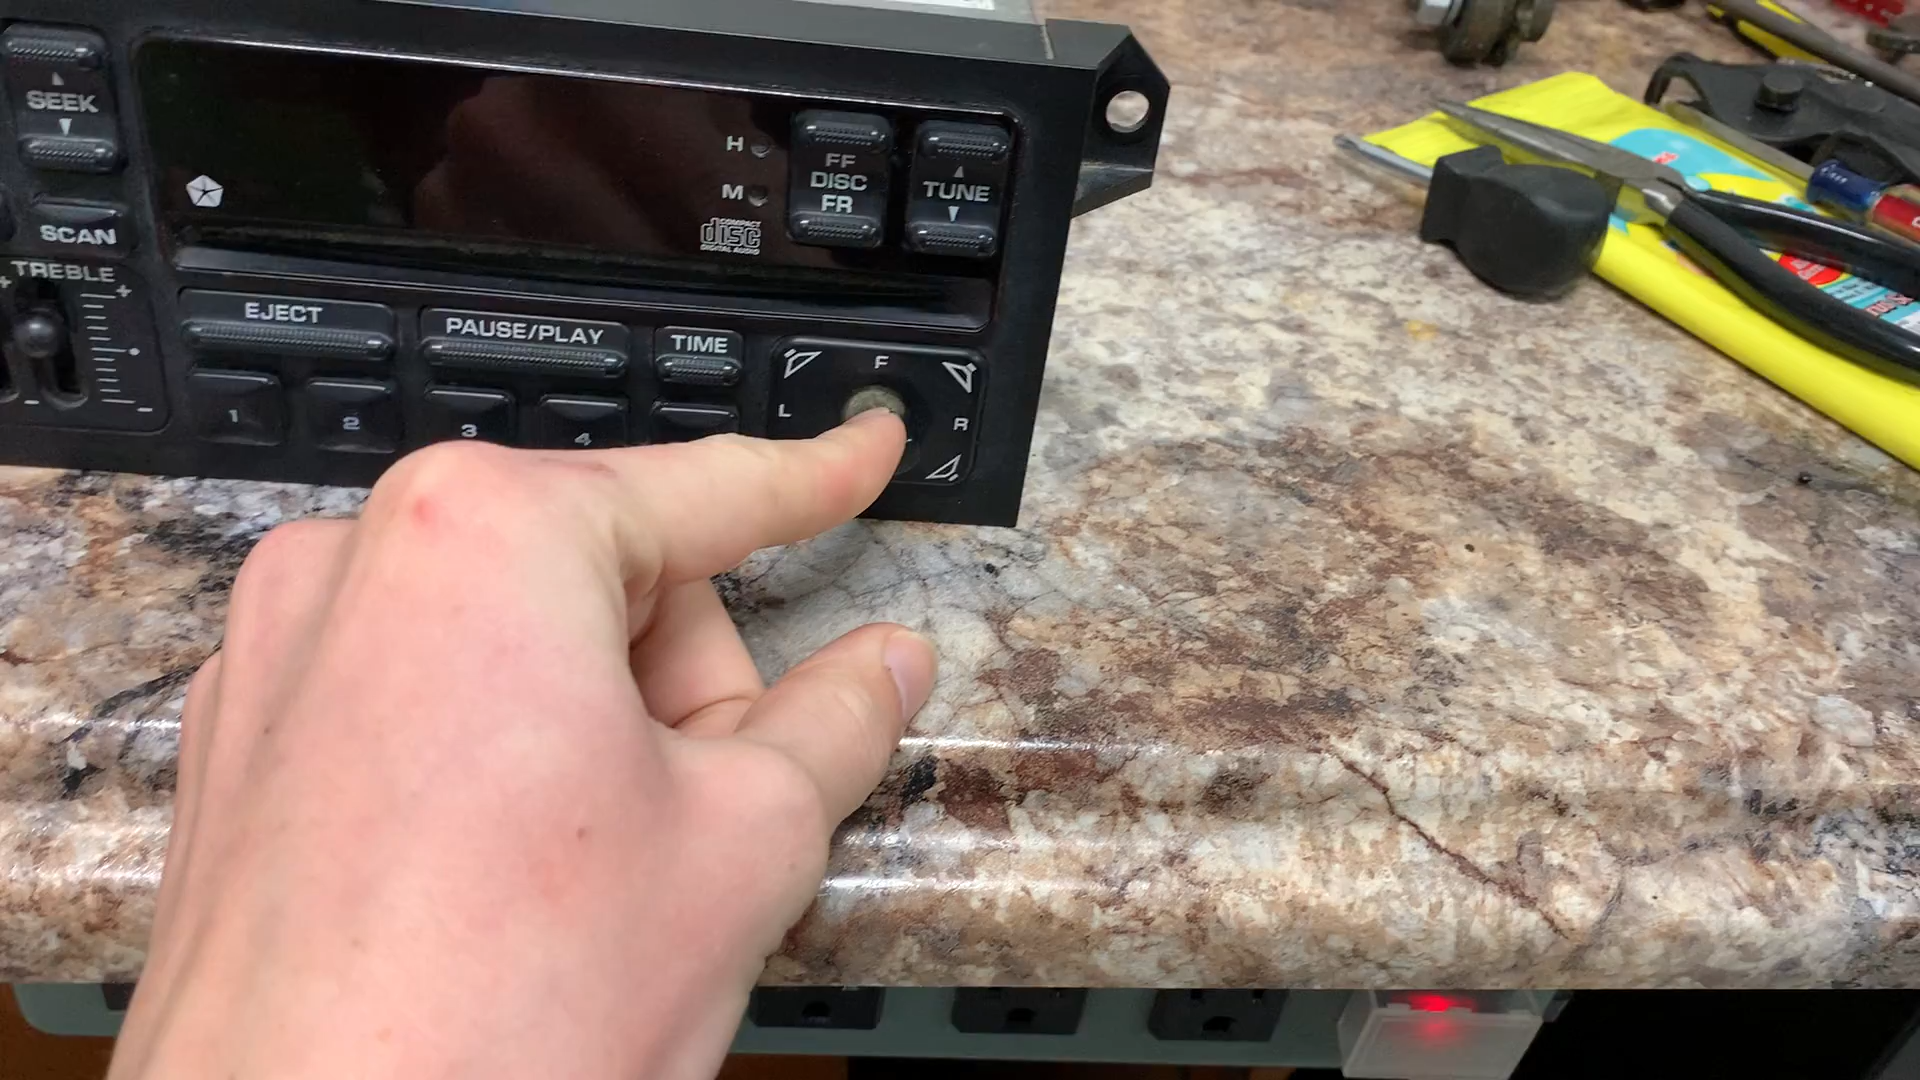 SEEK
SCAN
TREBLE
+
+
-
-
H
M
COMPACT
disc
DIGITAL AUDIO
FF
DISC
FR
TUNE
EJECT
PAUSE/PLAY
TIME
1
2
3
4
F
L
R